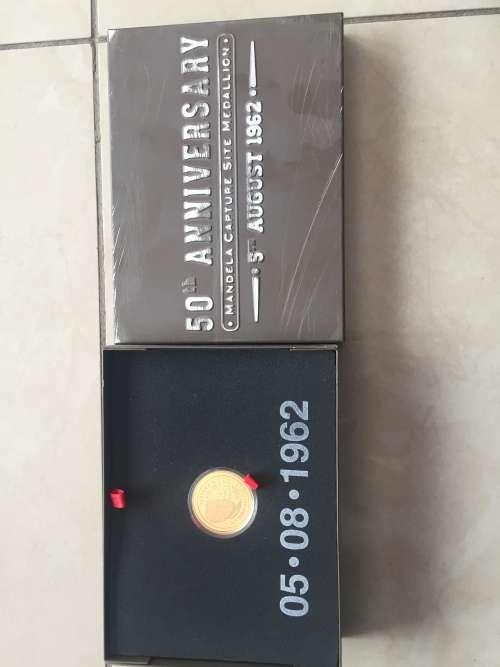 50th ANNIVERSARY
• MANDELA CAPTURE SITE MEDALLION •
• 5TH AUGUST 1962 •
05•08•1962